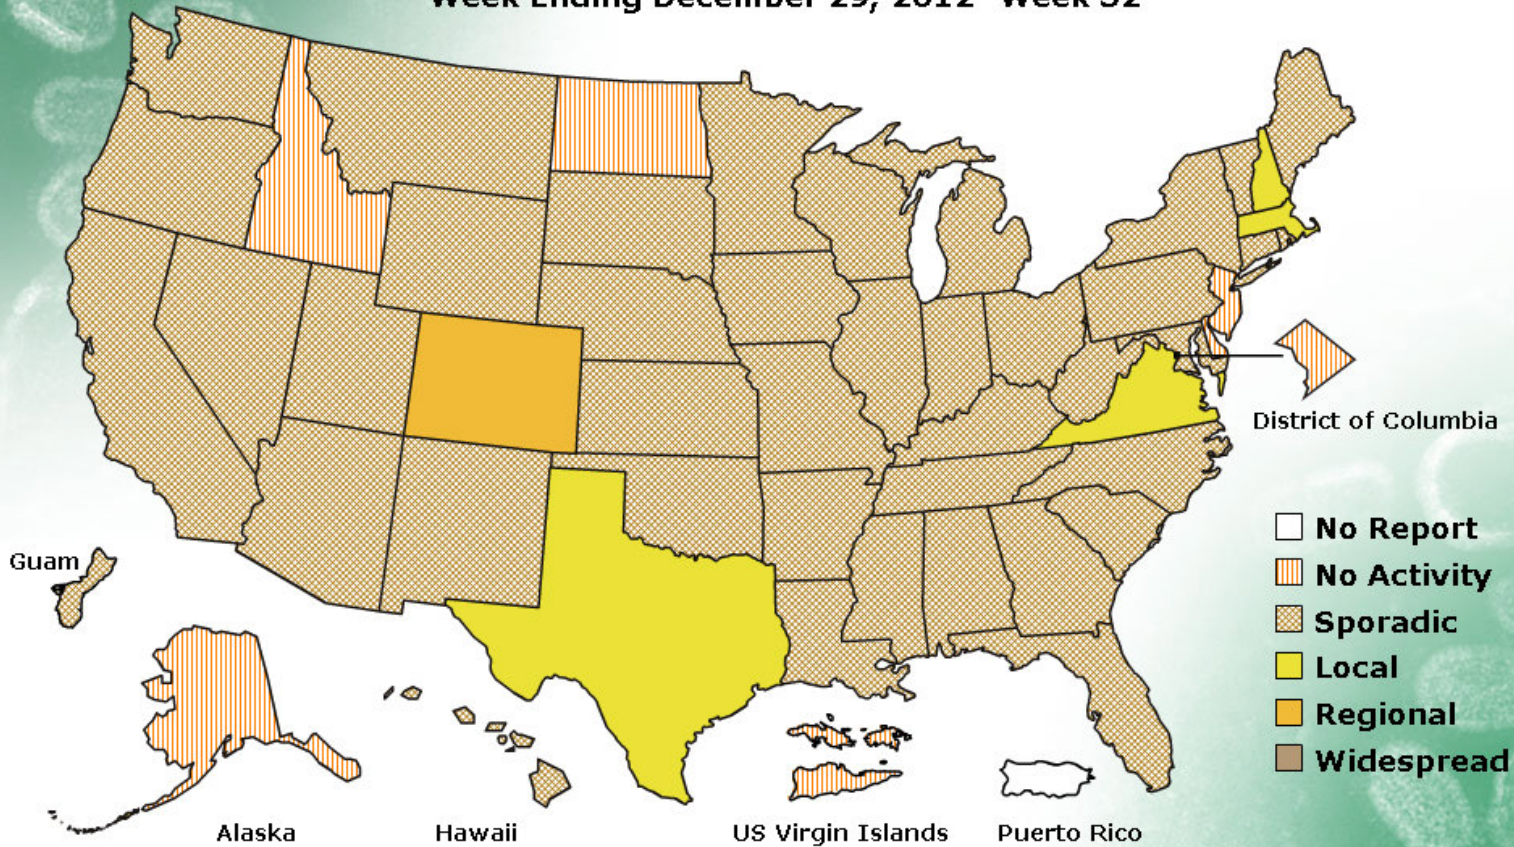 Week Ending December 29, 2012- Week 52
District of Columbia
No Report
No Activity
Sporadic
Local
Regional
Widespread
Guam
Alaska
Hawaii
US Virgin Islands
Puerto Rico